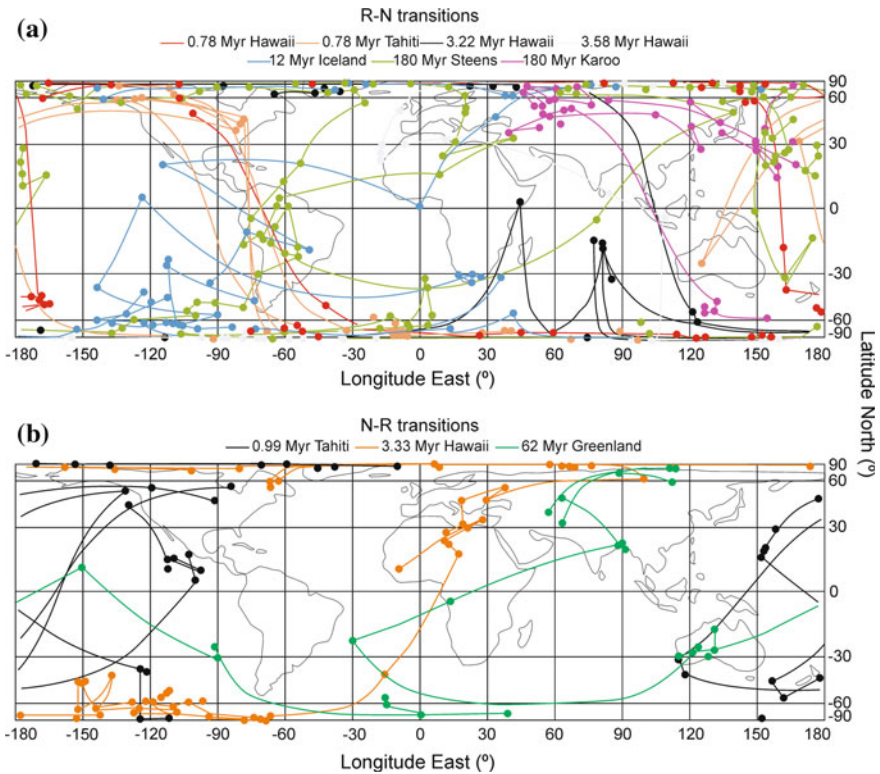 R-N transitions
(a)
0.78 Myr Hawaii 0.78 Myr Tahiti 3.22 Myr Hawaii 3.58 Myr Hawaii
12 Myr Iceland 180 Myr Steens 180 Myr Karoo
90
60
30
0
-30
-60
-90
-180 -150 -120 -90 -60 -30 0 30 60 90 120 150 180
Longitude East (º)
Latitude North (º)
N-R transitions
(b)
0.99 Myr Tahiti 3.33 Myr Hawaii 62 Myr Greenland
90
60
30
0
-30
-60
-90
-180 -150 -120 -90 -60 -30 0 30 60 90 120 150 180
Longitude East (º)